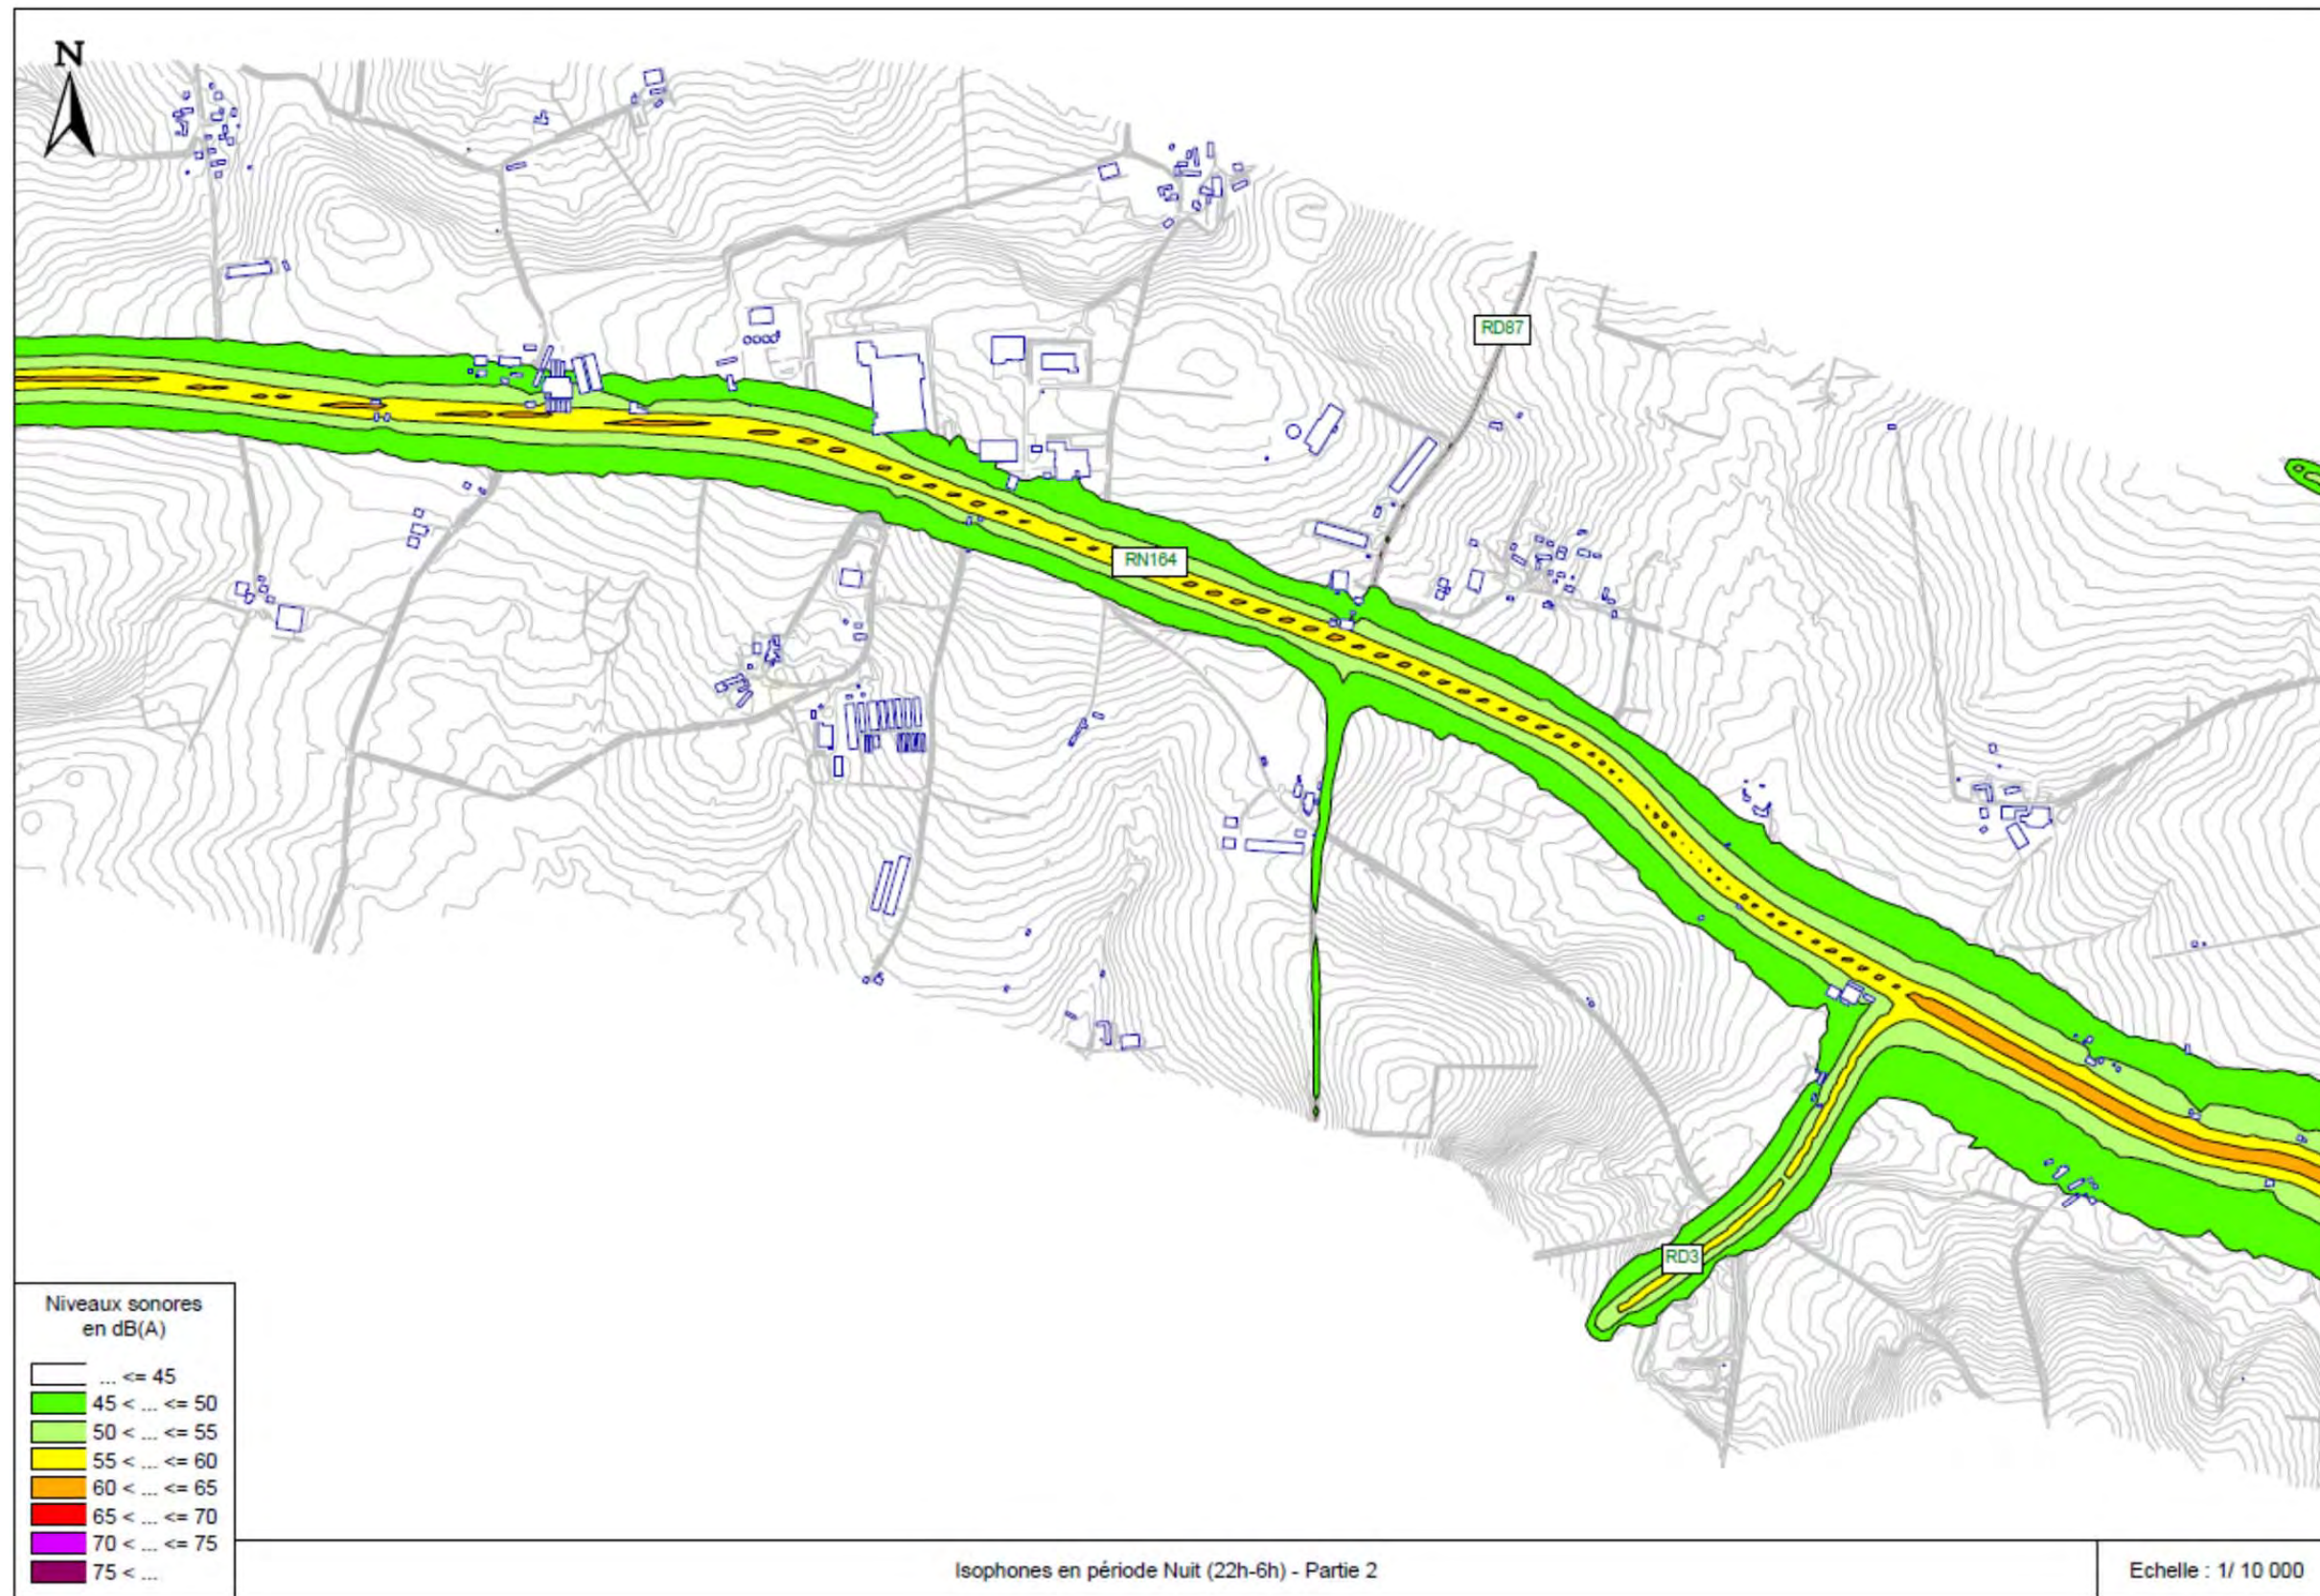 N
RD87
RN164
RD3
Niveaux sonores
en dB(A)
... <= 45
45 < ... <= 50
50 < ... <= 55
55 < ... <= 60
60 < ... <= 65
65 < ... <= 70
70 < ... <= 75
75 < ...
Isophones en période Nuit (22h-6h) - Partie 2
Echelle : 1/ 10 000